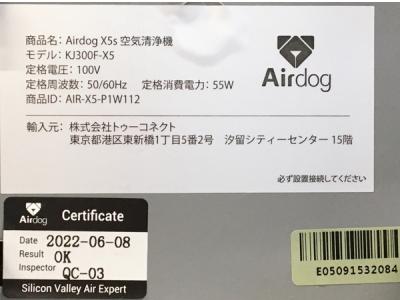 商品名: Airdog X5s 空気清浄機
モデル: KJ300F-X5
定格電圧: 100V
定格周波数: 50/60Hz 定格消費電力: 55W
商品ID: AIR-X5-P1W112
Airdog
輸入元: 株式会社トゥーコネクト
東京都港区東新橋1丁目5番2号 汐留シティーセンター 15階
必ず設置接続してください
Airdog
Certificate
Date 2022-06-08
Result OK
Inspector QC-03
Silicon Valley Air Expert
E05091532084